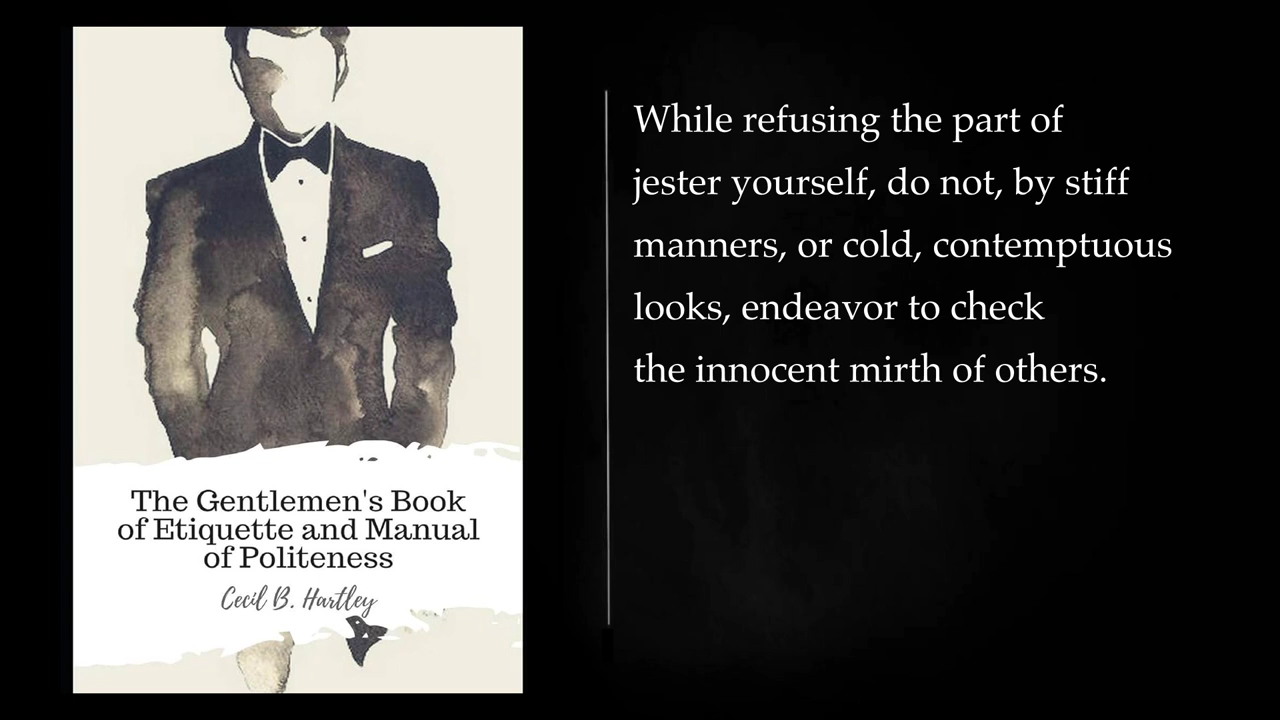 The Gentlemen's Book
of Etiquette and Manual
of Politeness
Cecil B. Hartley
While refusing the part of
jester yourself, do not, by stiff
manners, or cold, contemptuous
looks, endeavor to check
the innocent mirth of others.